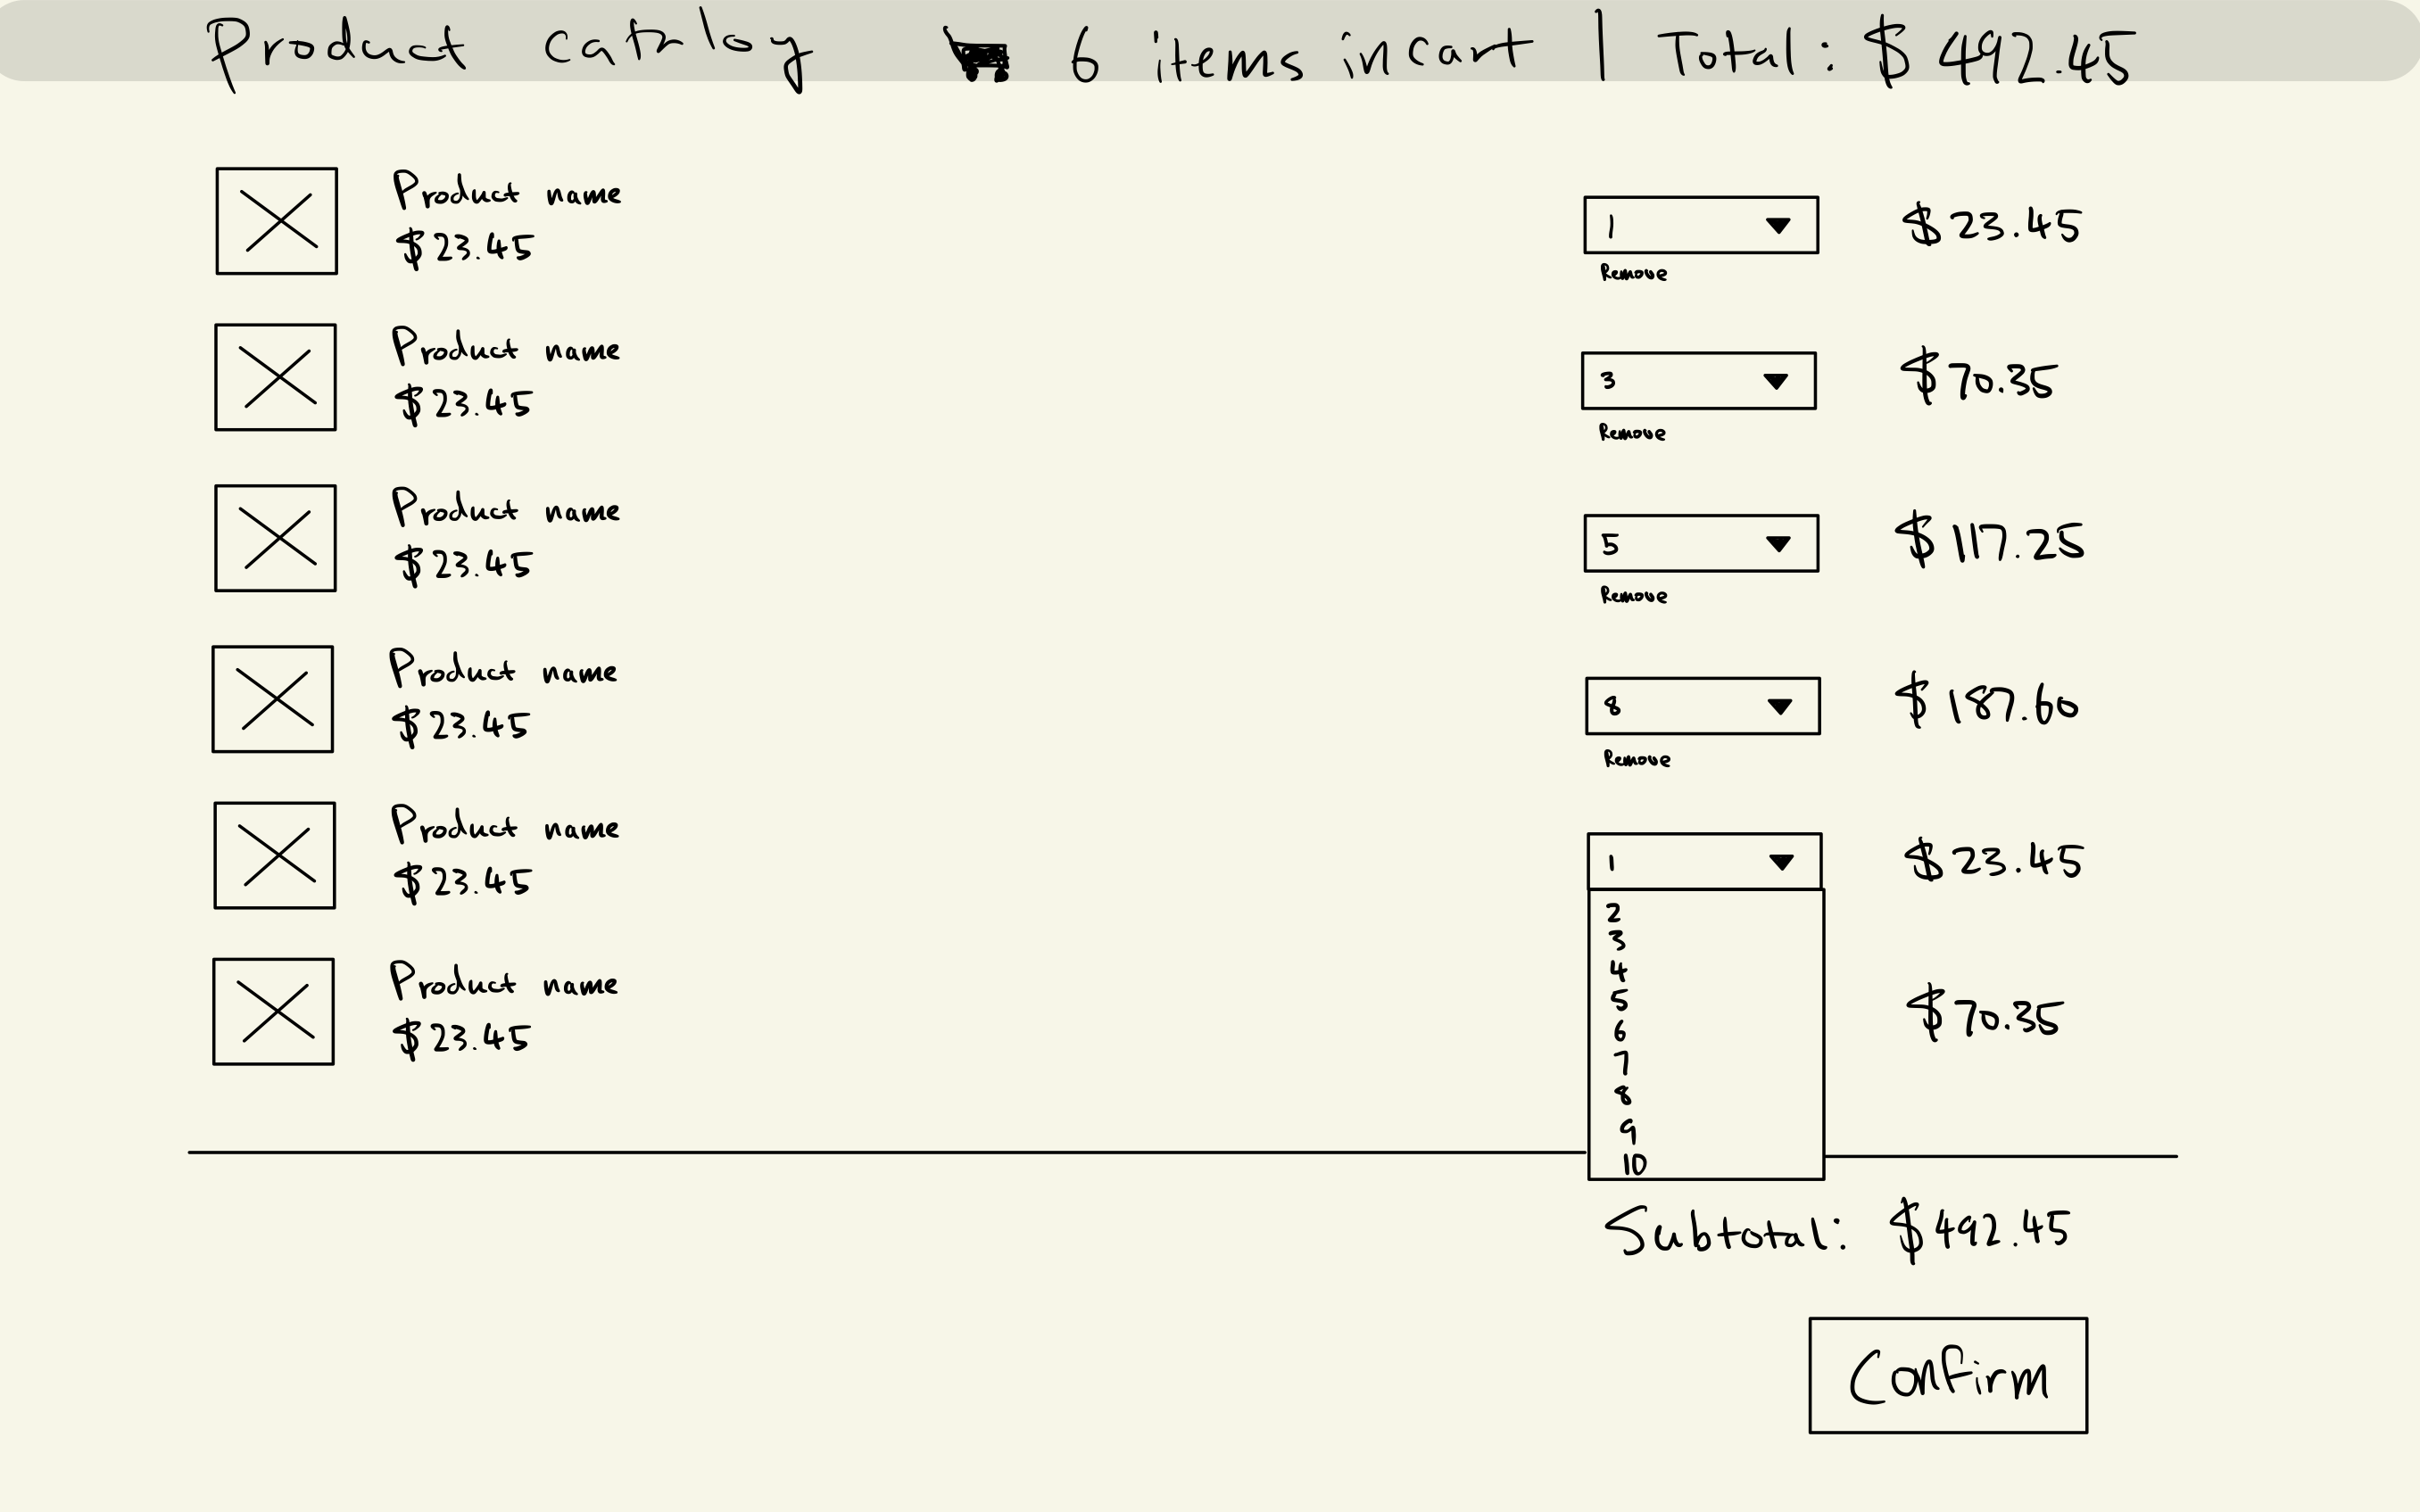 Product catalog 6 items in cart | Total: $492.45
Product name
$23.45
1
Remove
$23.45
Product name
$23.45
3
Remove
$70.35
Product name
$23.45
5
Remove
$117.25
Product name
$23.45
8
Remove
$187.60
Product name
$23.45
1
$23.45
2
3
4
5
6
7
8
9
10
Product name
$23.45
$70.35
Subtotal: $492.45
Confirm